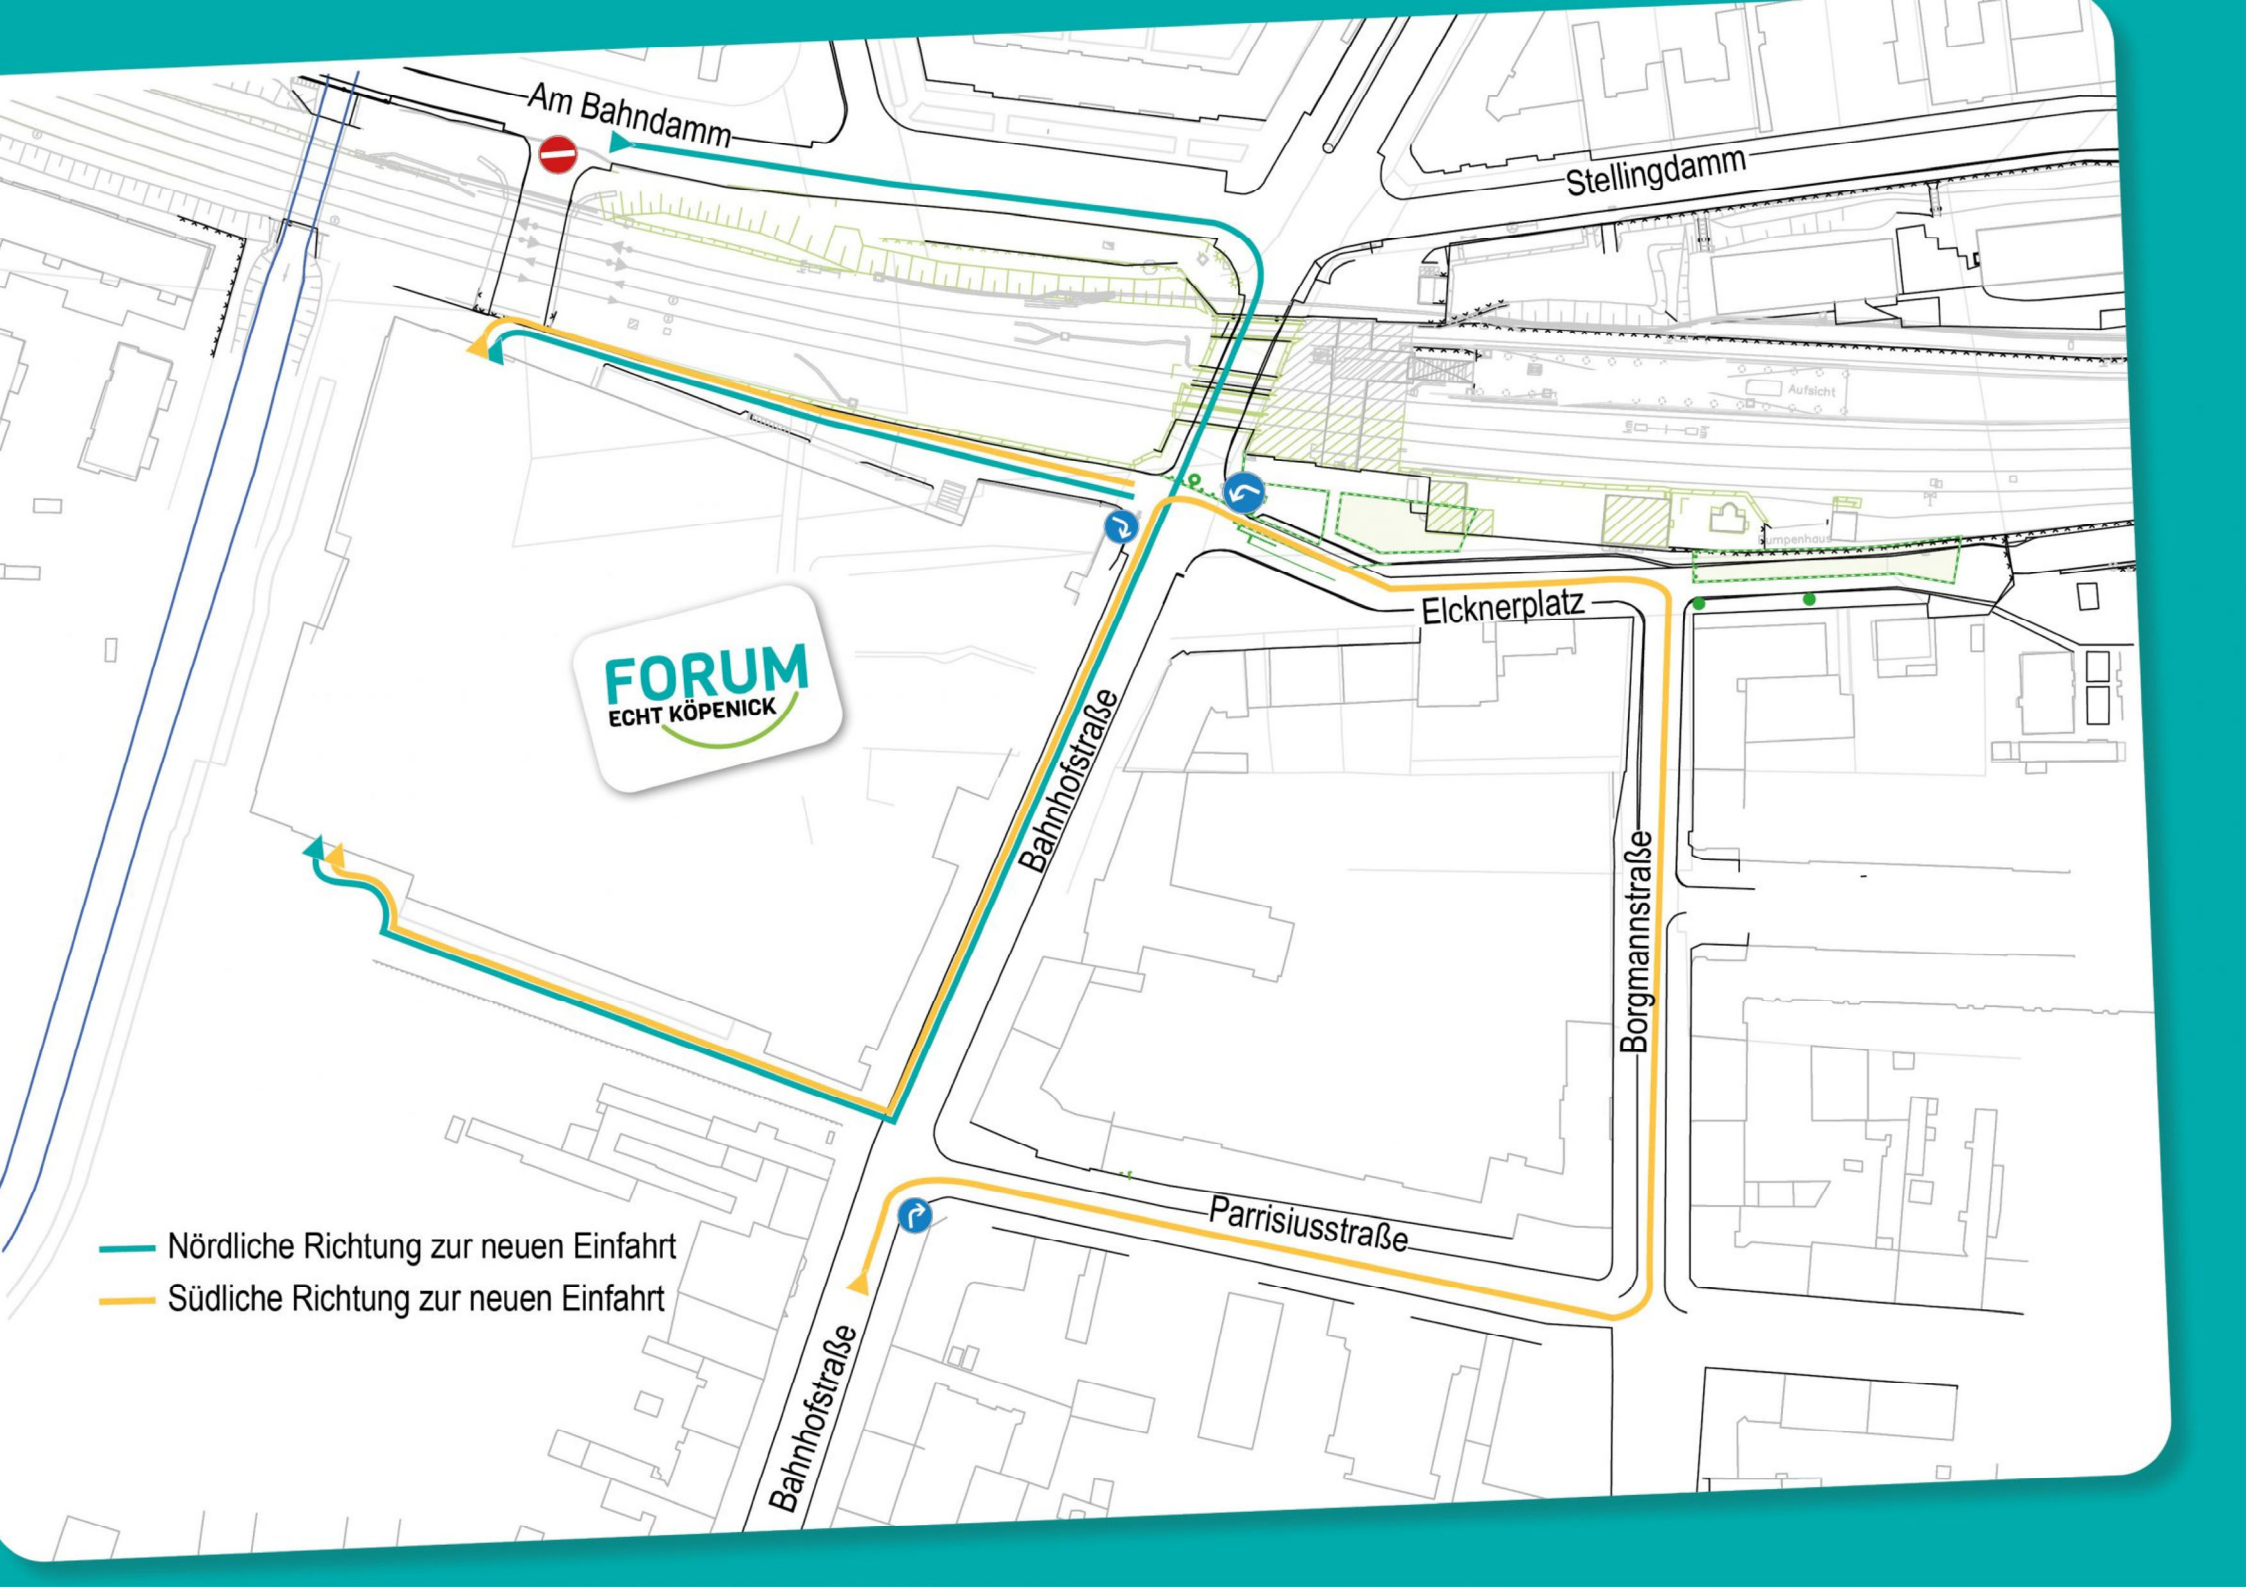 Am Bahndamm
Stellingdamm
Aufsicht
Elcknerplatz
FORUM
ECHT KÖPENICK
Bahnhofstraße
Borgmannstraße
Parrisiusstraße
Nördliche Richtung zur neuen Einfahrt
Südliche Richtung zur neuen Einfahrt
Bahnhofstraße